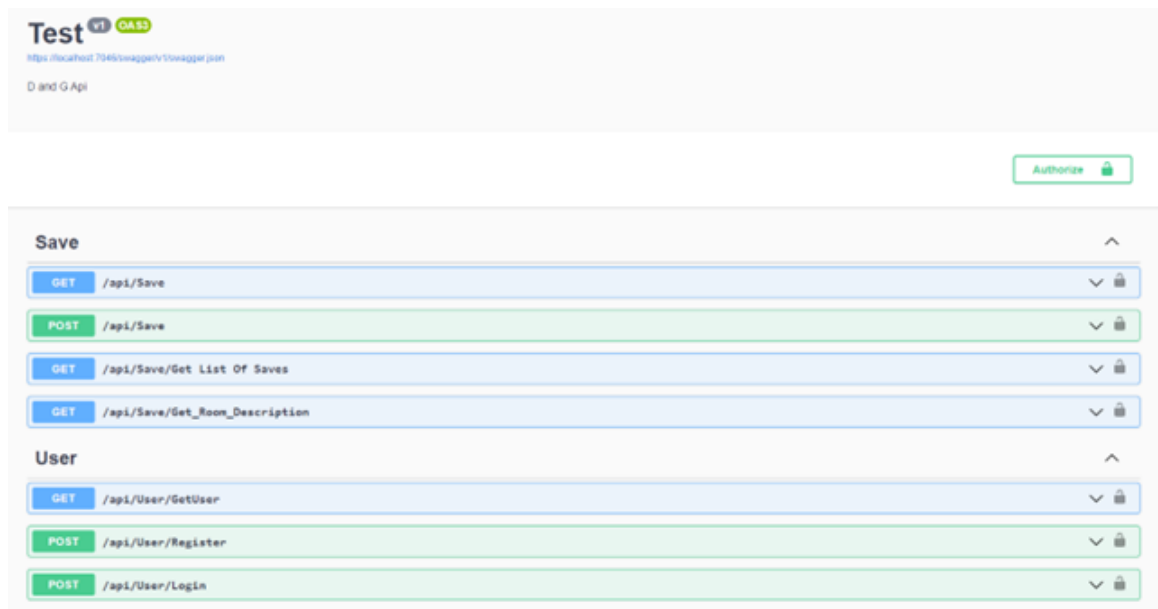 Test v1 OAS3
https://localhost:7046/swagger/v1/swagger.json
D and G Api
Authorize
Save
GET /api/Save
POST /api/Save
GET /api/Save/Get List Of Saves
GET /api/Save/Get_Room_Description
User
GET /api/User/GetUser
POST /api/User/Register
POST /api/User/Login